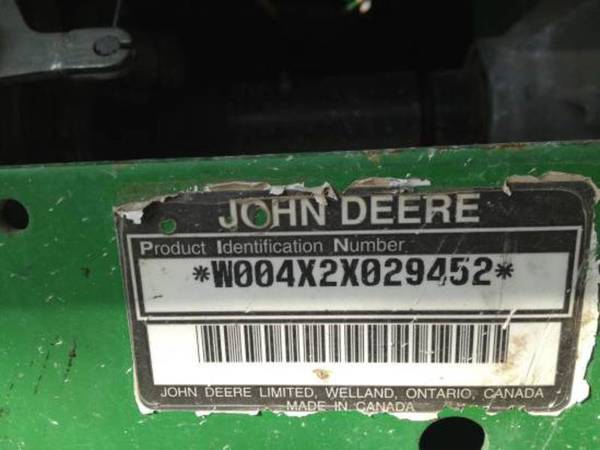 JOHN DEERE
Product Identification Number
*W004X2X029452*
JOHN DEERE LIMITED, WELLAND, ONTARIO, CANADA
MADE IN CANADA